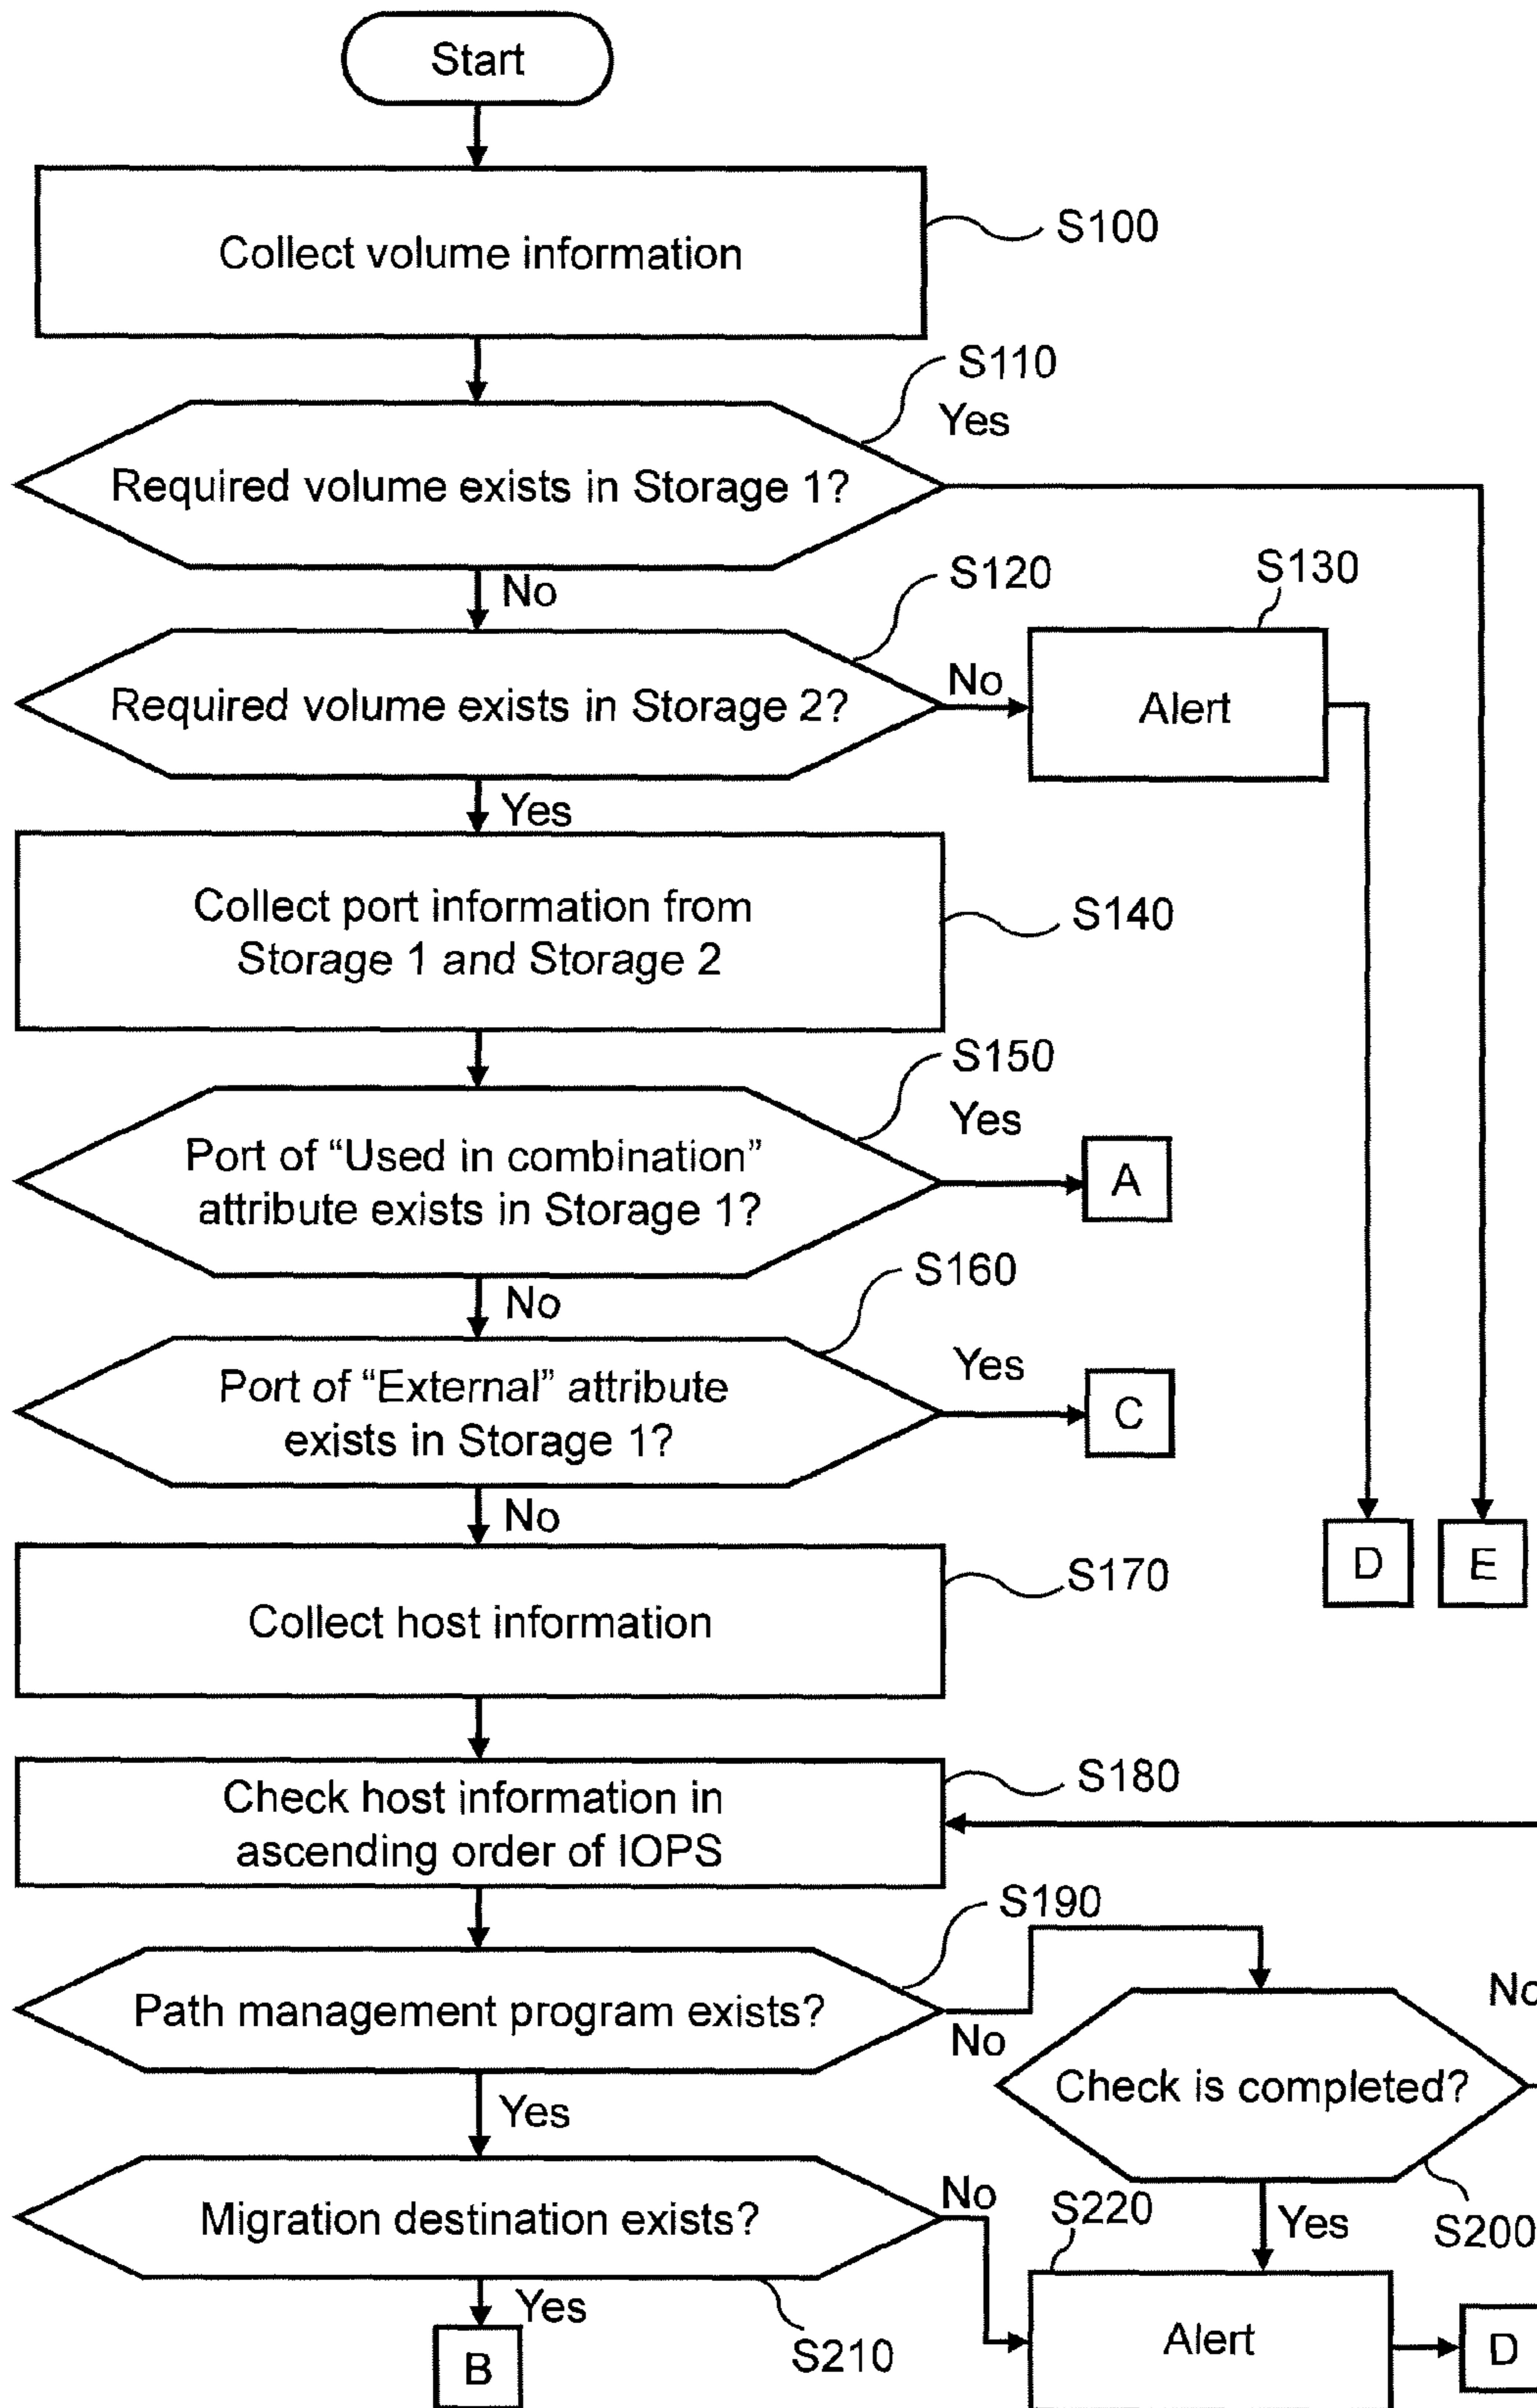 Start
Collect volume information
S100
S110
Yes
Required volume exists in Storage 1?
No
S120
S130
Required volume exists in Storage 2?
No
Alert
Yes
Collect port information from
Storage 1 and Storage 2
S140
S150
Yes
Port of “Used in combination”
attribute exists in Storage 1?
A
No
S160
Yes
Port of “External” attribute
exists in Storage 1?
C
No
D
E
S170
Collect host information
S180
Check host information in
ascending order of IOPS
S190
No
Path management program exists?
No
Check is completed?
Yes
S200
Migration destination exists?
No
S220
Yes
Yes
S210
Alert
D
B